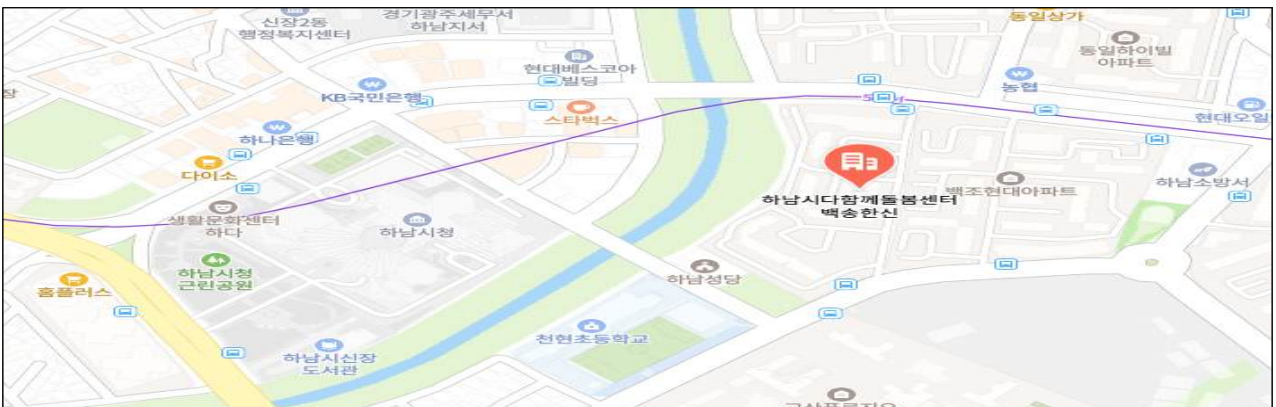 경기광주세무서
하남지서
신장2동
행정복지센터
동일상가
동일하이빌
아파트
현대베스코아
빌딩
KB국민은행
농협
스타벅스
현대오일
하나은행
다이소
하남시다함께돌봄센터
백송한신
백조현대아파트
하남소방서
생활문화센터
하다
하남시청
하남시청
근린공원
하남성당
홈플러스
천현초등학교
하남시신장
도서관